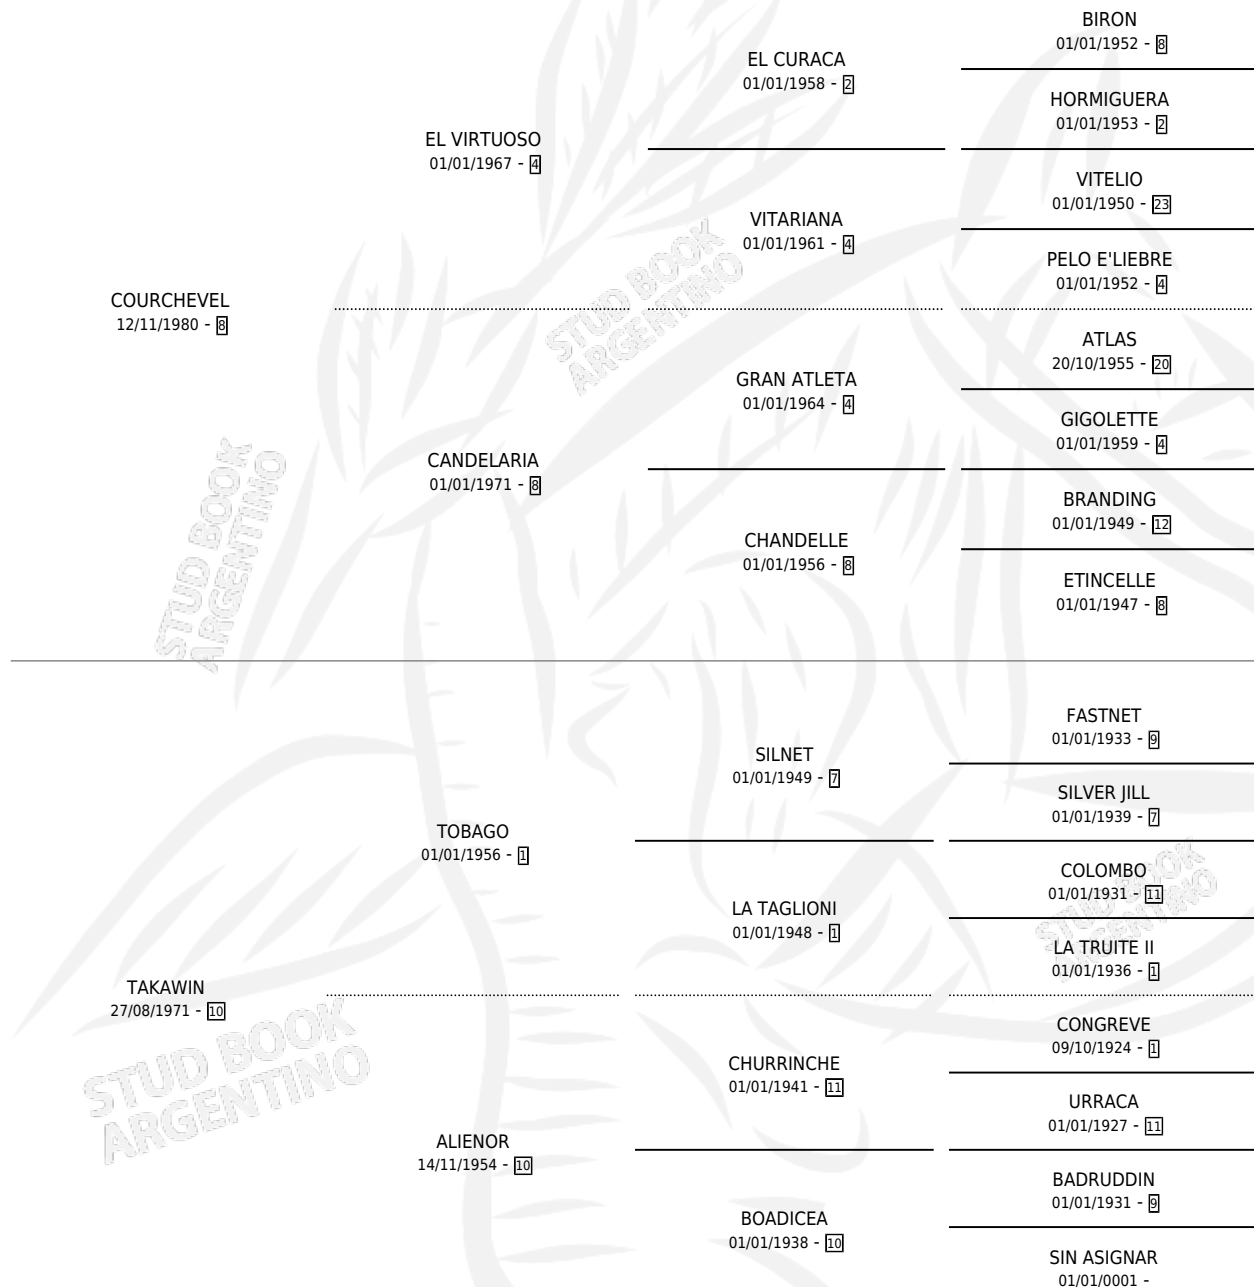 BIRON
01/01/1952 - 8
EL CURACA
01/01/1958 - 2
HORMIGUERA
01/01/1953 - 2
EL VIRTUOSO
01/01/1967 - 4
VITELIO
01/01/1950 - 23
VITARIANA
01/01/1961 - 4
PELO E'LIEBRE
01/01/1952 - 4
COURCHEVEL
12/11/1980 - 8
ATLAS
20/10/1955 - 20
GRAN ATLETA
01/01/1964 - 4
GIGOLETTE
01/01/1959 - 4
CANDELARIA
01/01/1971 - 8
BRANDING
01/01/1949 - 12
CHANDELLE
01/01/1956 - 8
ETINCELLE
01/01/1947 - 8
FASTNET
01/01/1933 - 9
SILNET
01/01/1949 - 7
SILVER JILL
01/01/1939 - 7
TOBAGO
01/01/1956 - 1
COLOMBO
01/01/1931 - 11
LA TAGLIONI
01/01/1948 - 1
LA TRUITE II
01/01/1936 - 1
TAKAWIN
27/08/1971 - 10
CONGREVE
09/10/1924 - 1
CHURRINCHE
01/01/1941 - 11
URRACA
01/01/1927 - 11
ALIENOR
14/11/1954 - 10
BADRUDDIN
01/01/1931 - 9
BOADICEA
01/01/1938 - 10
SIN ASIGNAR
01/01/0001 -
STUD BOOK
ARGENTINO
STUD BOOK
ARGENTINO
STUD BOOK
ARGENTINO
STUD BOOK
ARGENTINO